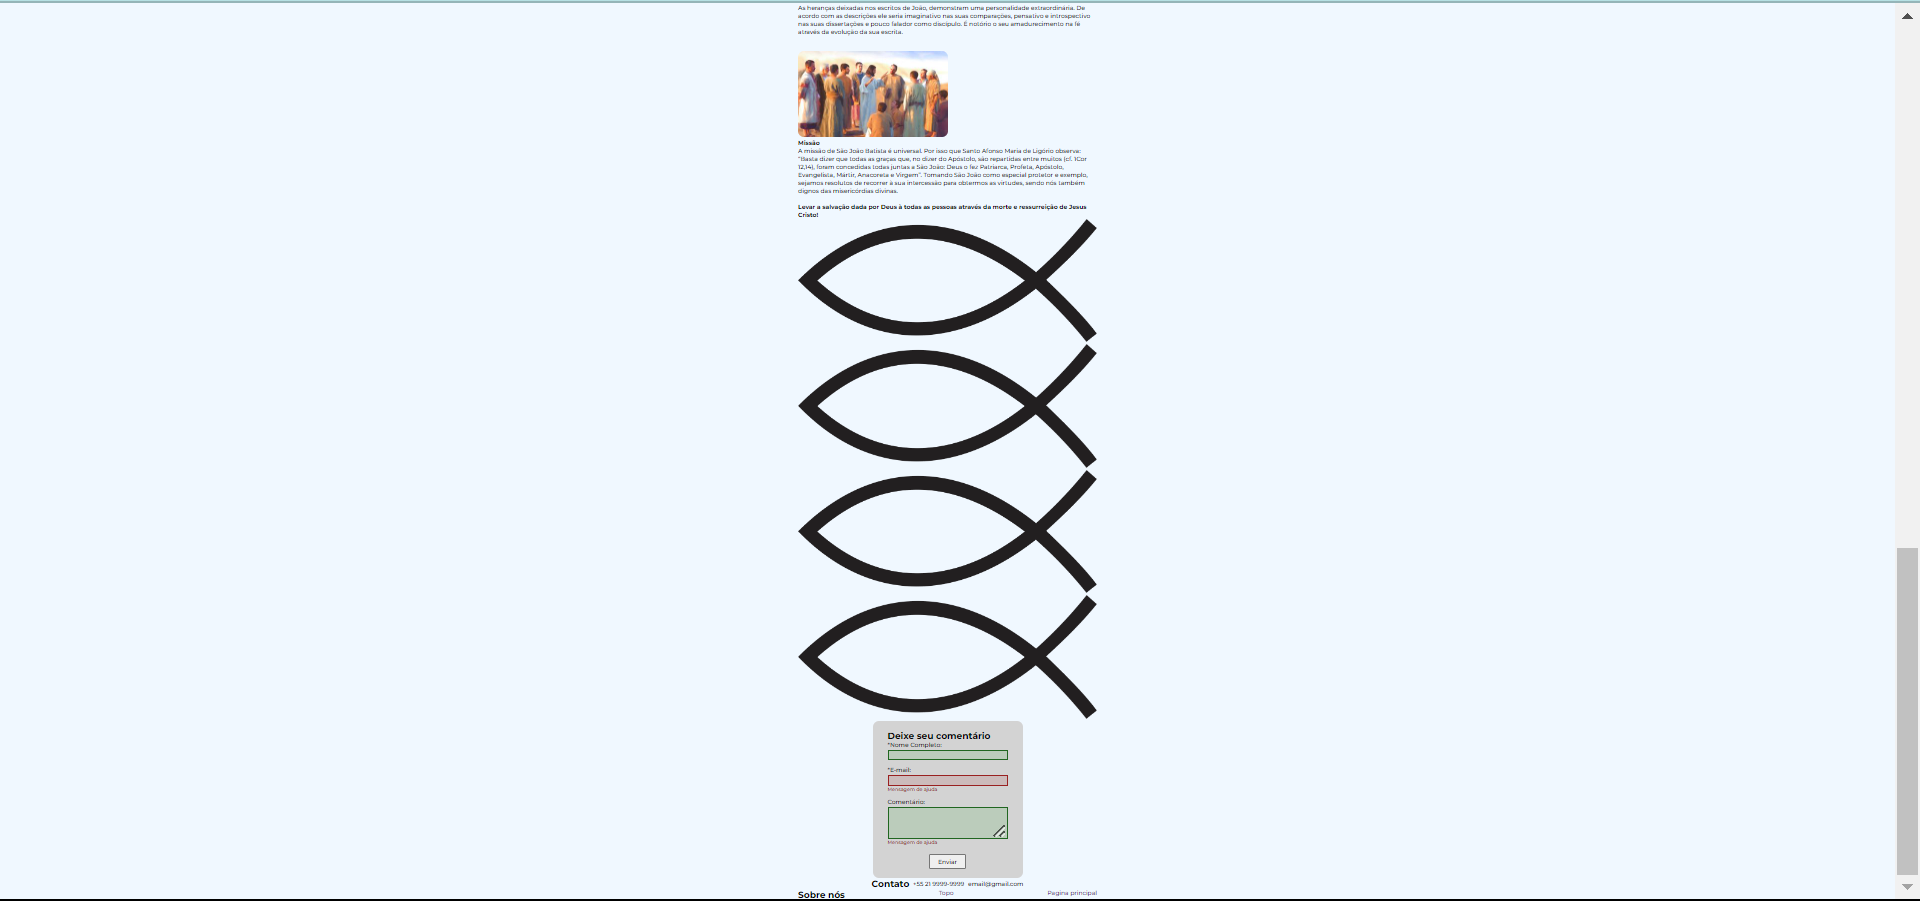 As heranças deixadas nos escritos de João, demonstram uma personalidade extraordinária. De
acordo com as descrições ele seria imaginativo nas suas comparações, pensativo e introspectivo
nas suas dissertações e pouco falador como discípulo. É notório o seu amadurecimento na fé
através da evolução da sua escrita.
Missão
A missão de São João Batista é universal. Por isso que Santo Afonso Maria de Ligório observa:
"Basta dizer que todas as graças que, no dizer do Apóstolo, são repartidas entre muitos (cf. 1Cor
12,14), foram concedidas todas juntas a São João: Deus o fez Patriarca, Profeta, Apóstolo,
Evangelista, Mártir, Anacoreta e Virgem". Tomando São João como especial protetor e exemplo,
sejamos resolutos de recorrer à sua intercessão para obtermos as virtudes, sendo nós também
dignos das misericórdias divinas.
Levar a salvação dada por Deus à todas as pessoas através da morte e ressurreição de Jesus
Cristo!
Deixe seu comentário
*Nome Completo:
*E-mail:
Mensagem de ajuda
Comentário:
Mensagem de ajuda
Enviar
Contato +55 21 9999-9999 email@gmail.com
Sobre nós Topo Pagina principal